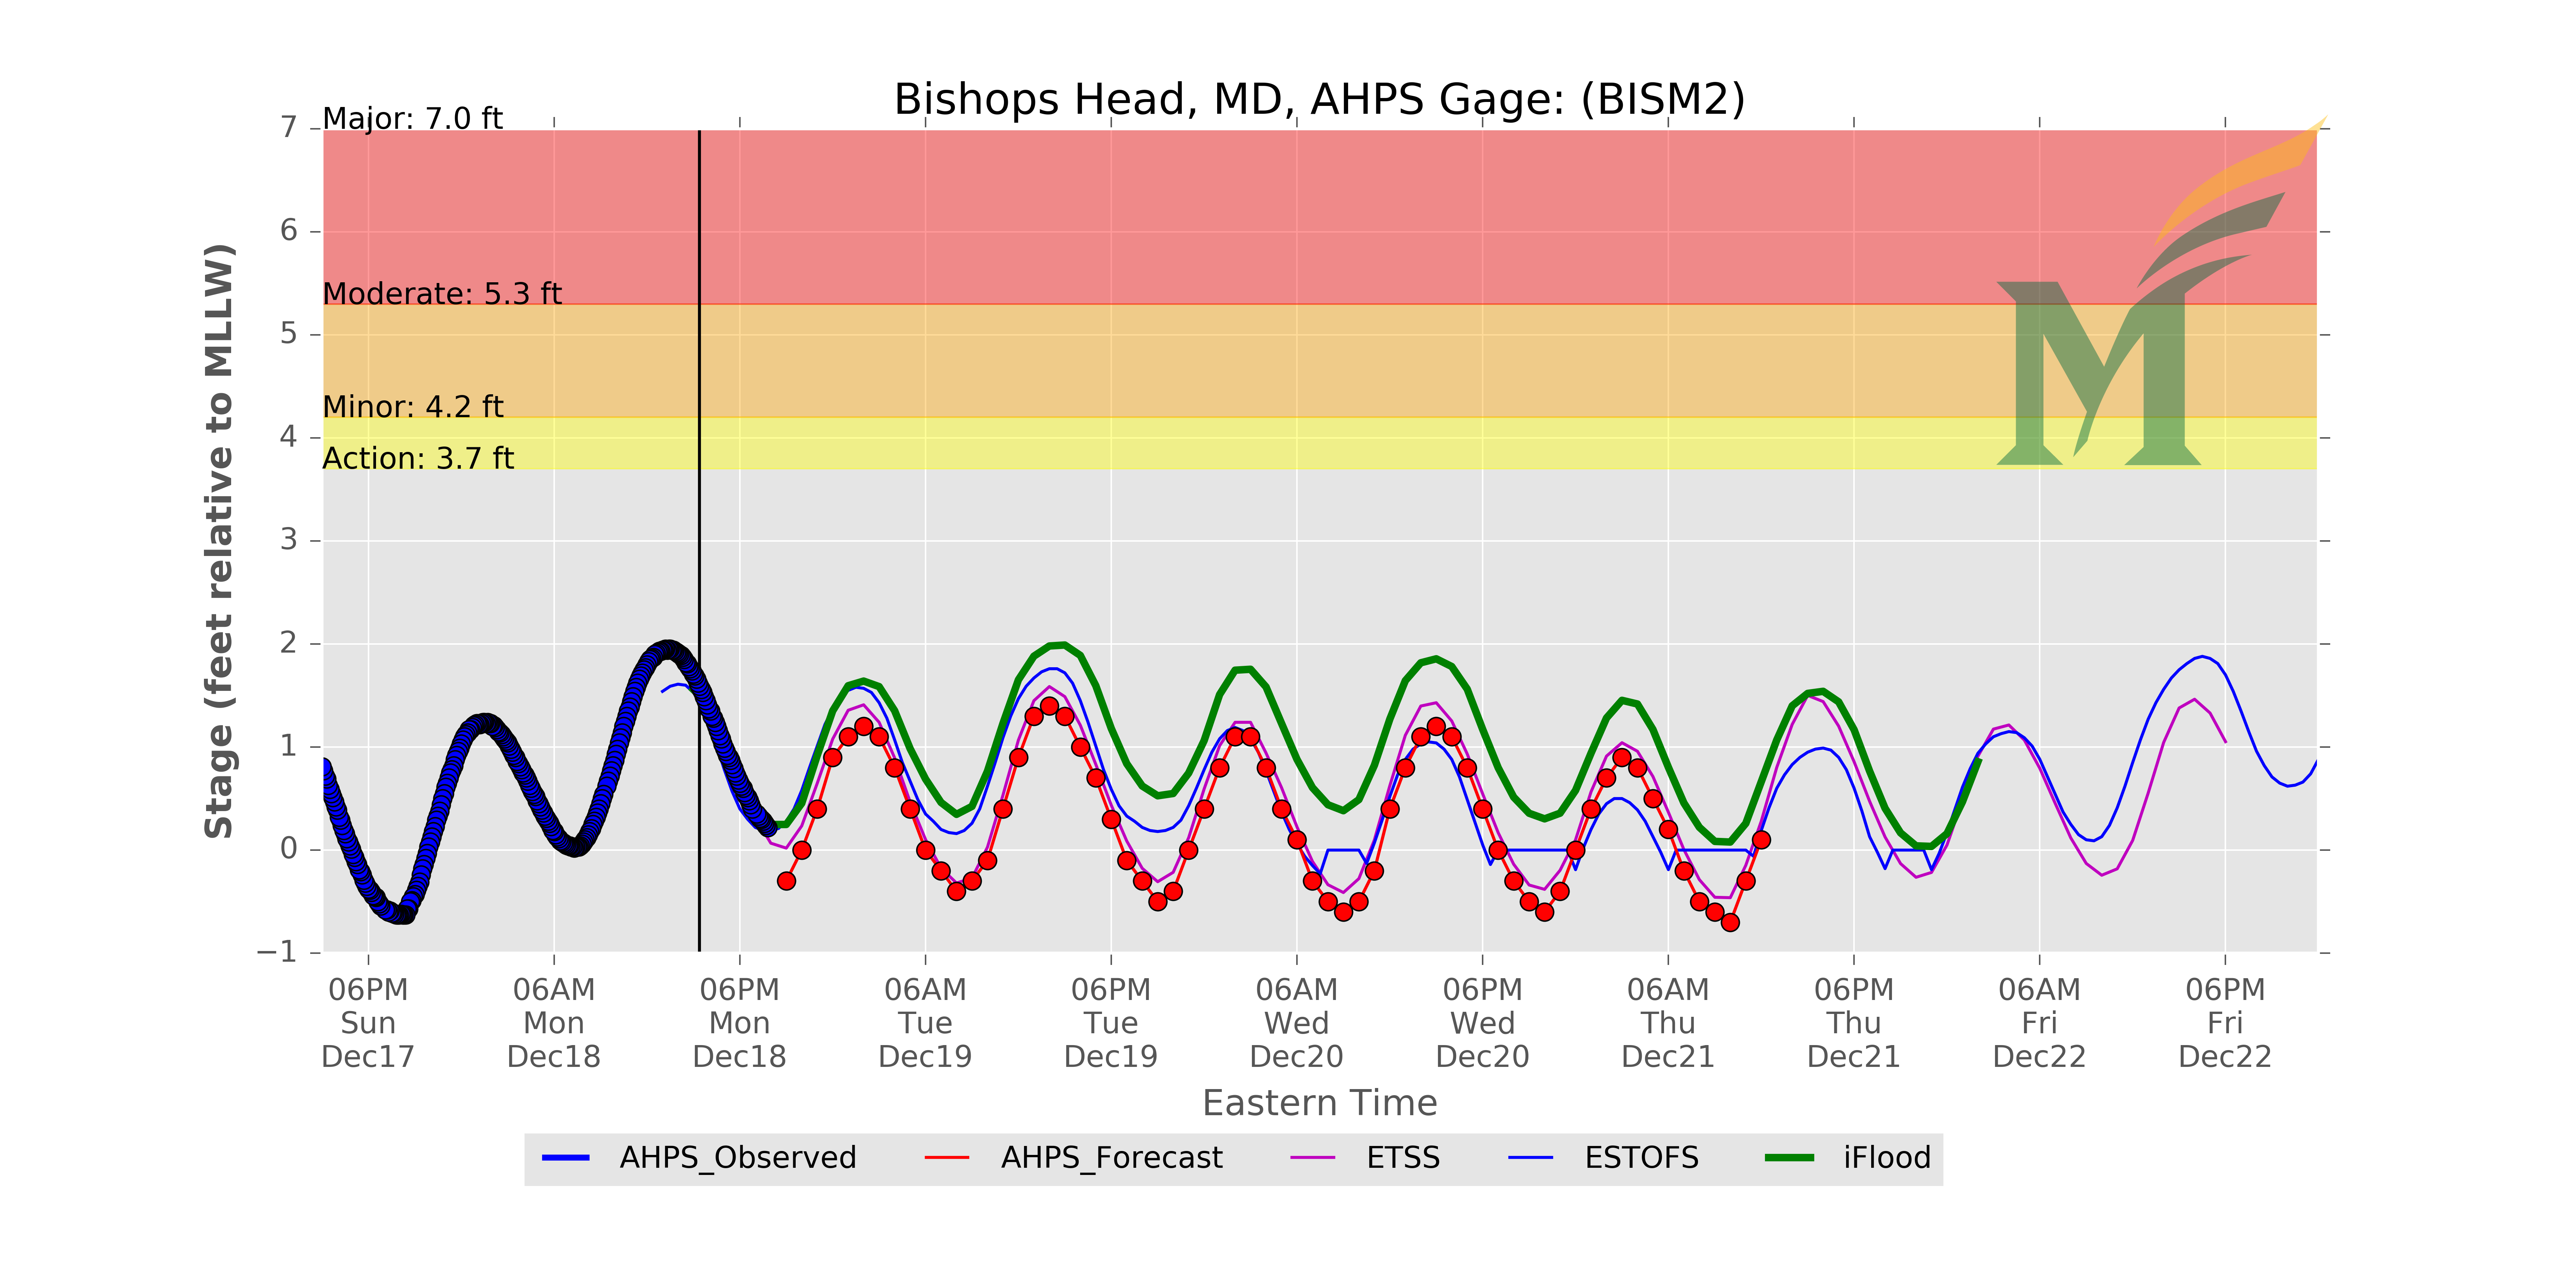 Bishops Head, MD, AHPS Gage: (BISM2)
Major: 7.0 ft
Moderate: 5.3 ft
Minor: 4.2 ft
Action: 3.7 ft
Stage (feet relative to MLLW)
7
6
5
4
3
2
1
0
−1
06PM Sun Dec17
06AM Mon Dec18
06PM Mon Dec18
06AM Tue Dec19
06PM Tue Dec19
06AM Wed Dec20
06PM Wed Dec20
06AM Thu Dec21
06PM Thu Dec21
06AM Fri Dec22
06PM Fri Dec22
Eastern Time
AHPS_Observed AHPS_Forecast ETSS ESTOFS iFlood
M